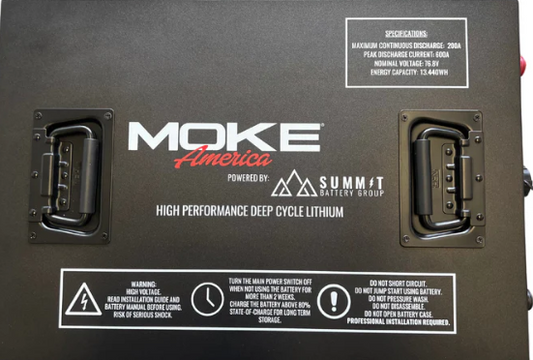 SPECIFICATIONS:
MAXIMUM CONTINUOUS DISCHARGE: 200A
PEAK DISCHARGE CURRENT: 600A
NOMINAL VOLTAGE: 76.8V
ENERGY CAPACITY: 13.440WH
MOKE®
America
POWERED BY: SUMMIT
BATTERY GROUP
HIGH PERFORMANCE DEEP CYCLE LITHIUM
WARNING:
HIGH VOLTAGE.
READ INSTALLATION GUIDE AND
BATTERY MANUAL BEFORE USING.
RISK OF SERIOUS SHOCK.
TURN THE MAIN POWER SWITCH OFF
WHEN NOT USING THE BATTERY FOR
MORE THAN 2 WEEKS.
CHARGE THE BATTERY ABOVE 80%
STATE-OF-CHARGE FOR LONG TERM
STORAGE.
DO NOT SHORT CIRCUIT.
DO NOT JUMP START USING BATTERY.
DO NOT PRESSURE WASH.
DO NOT DISASSEMBLE.
DO NOT OPEN BATTERY CASE.
PROFESSIONAL INSTALLATION REQUIRED.